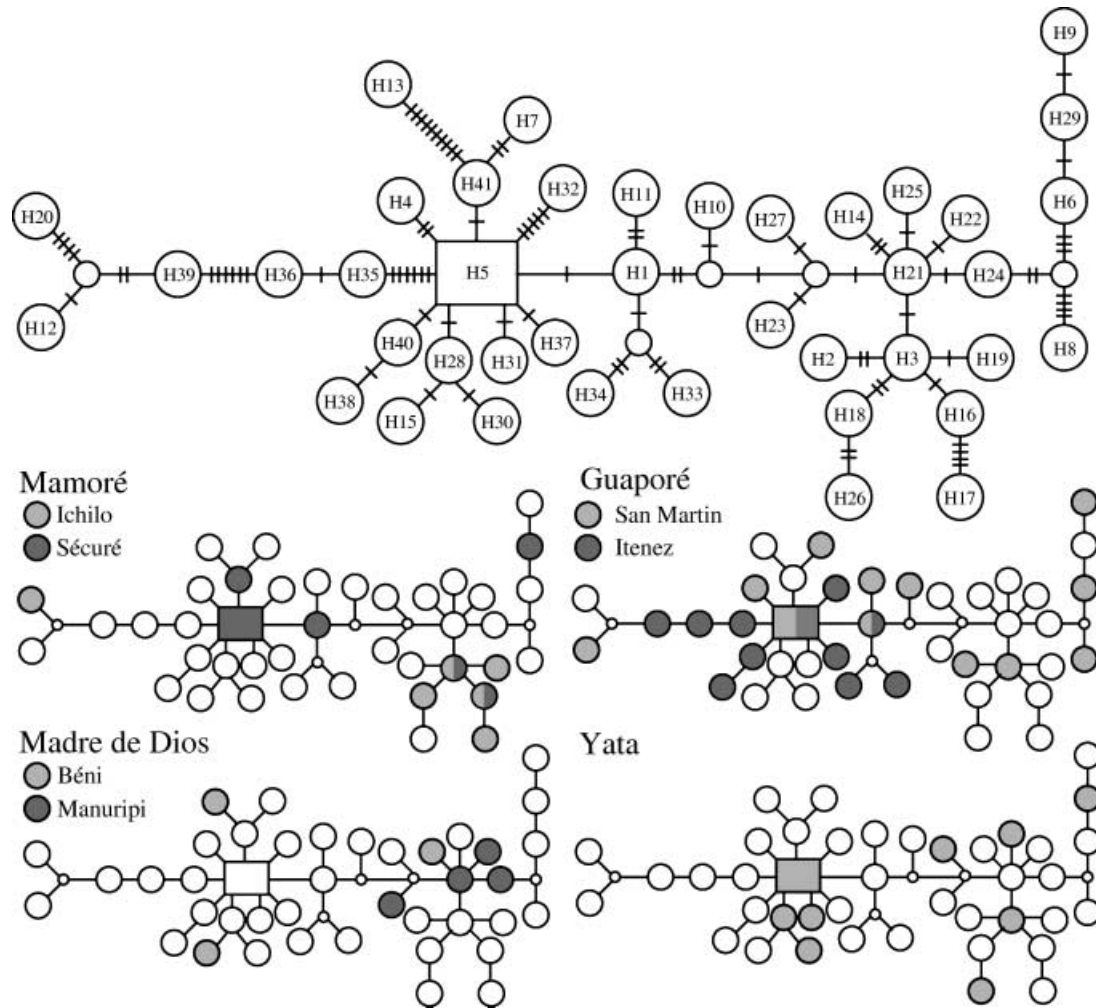 H9
H13
H7
H29
H41
H32
H11
H10
H25
H20
H4
H27
H14
H22
H6
H39
H36
H35
H5
H1
H21
H24
H12
H23
H40
H28
H31
H37
H2
H3
H19
H8
H38
H15
H30
H34
H33
H18
H16
H26
H17
Mamoré
Ichilo
Sécuré
Guaporé
San Martin
Itenez
Madre de Dios
Béni
Manuripi
Yata